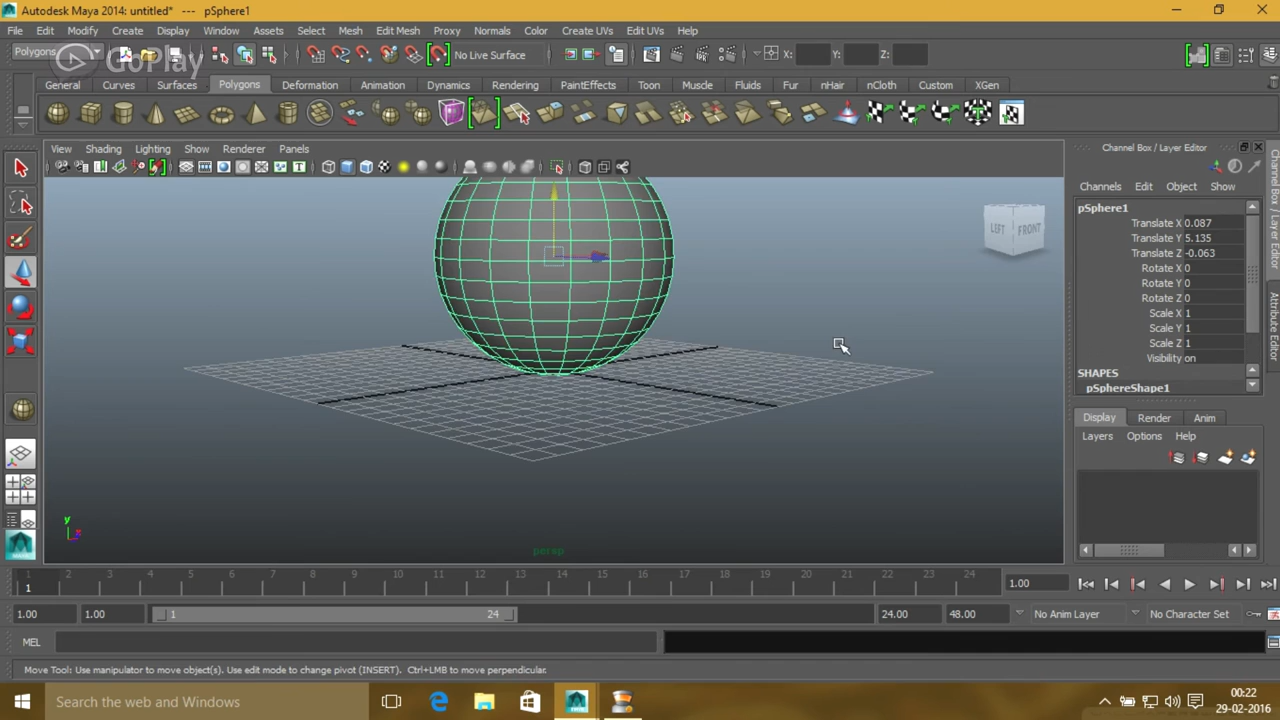 Autodesk Maya 2014: untitled* --- pSphere1
File Edit Modify Create Display Window Assets Select Mesh Edit Mesh Proxy Normals Color Create UVs Edit UVs Help
Polygons No Live Surface X: Y: Z:
GoPlay
General Curves Surfaces Polygons Deformation Animation Dynamics Rendering PaintEffects Toon Muscle Fluids Fur nHair nCloth Custom XGen
View Shading Lighting Show Renderer Panels
Channel Box / Layer Editor
Channels Edit Object Show
pSphere1
Translate X 0.087
Translate Y 5.135
Translate Z -0.063
Rotate X 0
Rotate Y 0
Rotate Z 0
Scale X 1
Scale Y 1
Scale Z 1
Visibility on
SHAPES
pSphereShape1
Channel Box / Layer Editor
Attribute Editor
LEFT FRONT
Display Render Anim
Layers Options Help
y
persp
1 2 3 4 5 6 7 8 9 10 11 12 13 14 15 16 17 18 19 20 21 22 23 24
1 1.00
1.00 1.00 1 24 24.00 48.00 No Anim Layer No Character Set
MEL
Move Tool: Use manipulator to move object(s). Use edit mode to change pivot (INSERT). Ctrl+LMB to move perpendicular.
Search the web and Windows
00:22
29-02-2016